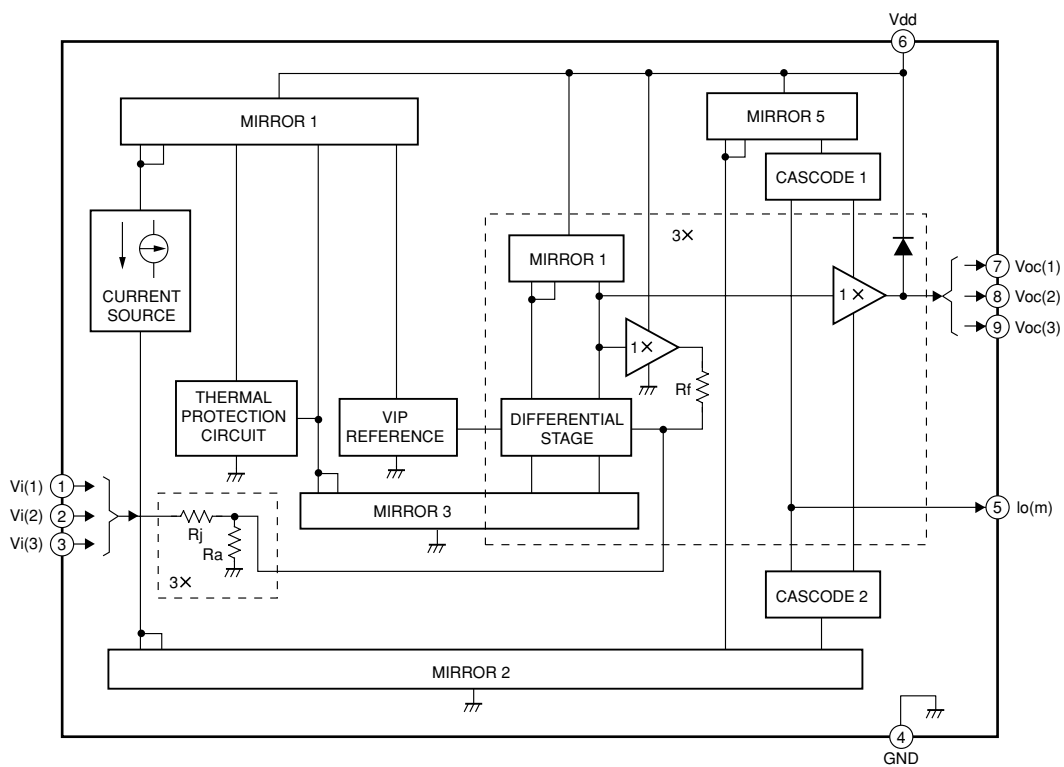 Vdd
6
MIRROR 1
MIRROR 5
CASCODE 1
3×
MIRROR 1
CURRENT
SOURCE
1×
7
Voc(1)
8
Voc(2)
9
Voc(3)
1×
Rf
THERMAL
PROTECTION
CIRCUIT
VIP
REFERENCE
DIFFERENTIAL
STAGE
Vi(1)
1
Vi(2)
2
Vi(3)
3
MIRROR 3
5
Io(m)
Rj
Ra
3×
CASCODE 2
MIRROR 2
4
GND